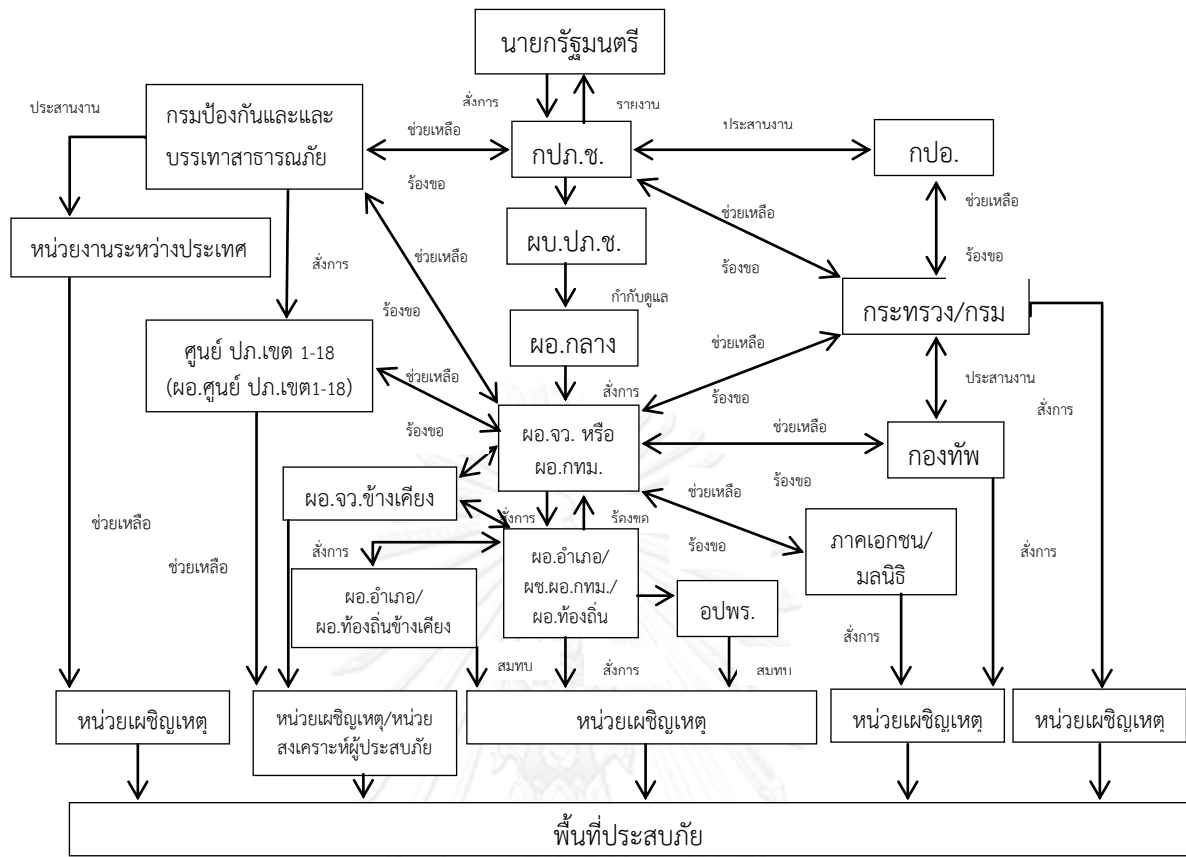 นายกรัฐมนตรี
สั่งการ
รายงาน
ประสานงาน
กรมป้องกันและและ
บรรเทาสาธารณภัย
ช่วยเหลือ
ร้องขอ
กปภ.ช.
ประสานงาน
กปอ.
ช่วยเหลือ
ร้องขอ
หน่วยงานระหว่างประเทศ
สั่งการ
ช่วยเหลือ
ร้องขอ
ผบ.ปภ.ช.
ช่วยเหลือ
ร้องขอ
กำกับดูแล
กระทรวง/กรม
ศูนย์ ปภ.เขต 1-18
(ผอ.ศูนย์ ปภ.เขต1-18)
ผอ.กลาง
ช่วยเหลือ
ร้องขอ
ช่วยเหลือ
ร้องขอ
สั่งการ
ประสานงาน
สั่งการ
ผอ.จว. หรือ
ผอ.กทม.
ช่วยเหลือ
ร้องขอ
กองทัพ
ผอ.จว.ข้างเคียง
ช่วยเหลือ
ร้องขอ
สั่งการ
ร้องขอ
ช่วยเหลือ
ช่วยเหลือ
สั่งการ
ผอ.อำเภอ/
ผอ.ท้องถิ่นข้างเคียง
ผอ.อำเภอ/
ผช.ผอ.กทม./
ผอ.ท้องถิ่น
อปพร.
ภาคเอกชน/
มลนิธิ
สั่งการ
สั่งการ
สมทบ
สั่งการ
สมทบ
หน่วยเผชิญเหตุ
หน่วยเผชิญเหตุ/หน่วย
สงเคราะห์ผู้ประสบภัย
หน่วยเผชิญเหตุ
หน่วยเผชิญเหตุ
หน่วยเผชิญเหตุ
พื้นที่ประสบภัย